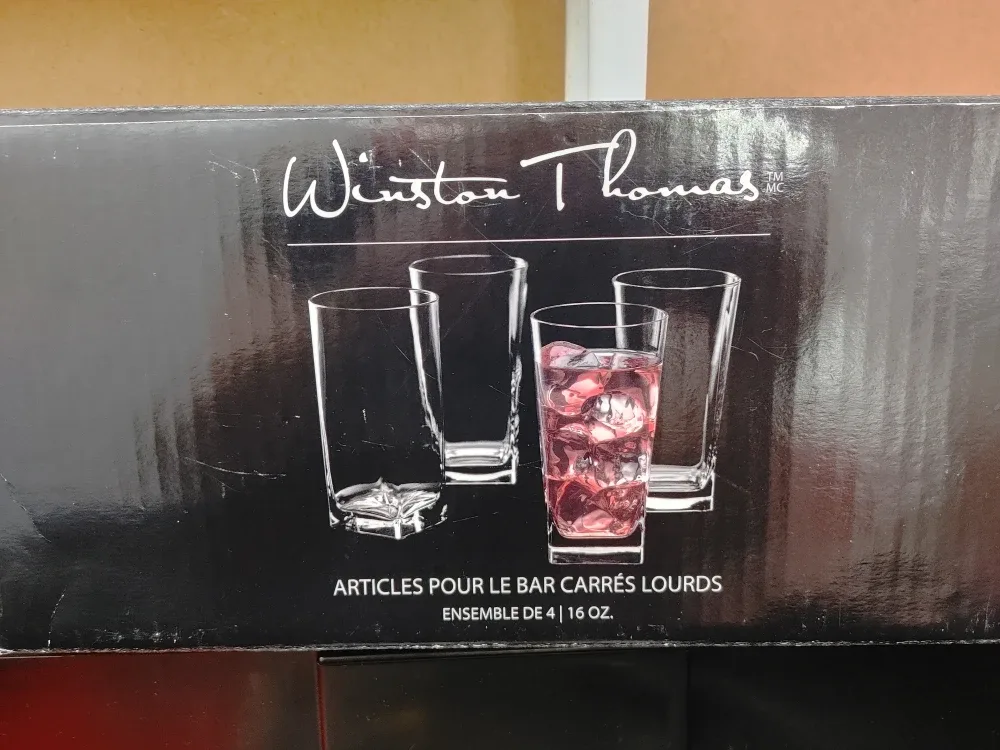 Winston Thomas TM MC
ARTICLES POUR LE BAR CARRÉS LOURDS
ENSEMBLE DE 4 | 16 OZ.